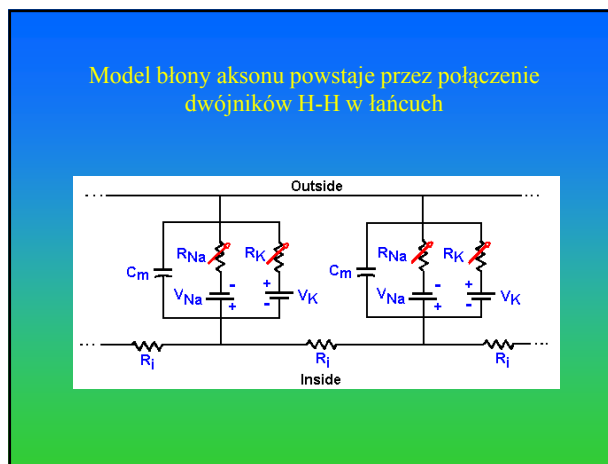 Model błony aksonu powstaje przez połączenie
dwójników H-H w łańcuch
... Outside ...
RNa RK RNa RK
Cm Cm
- + - +
VNa VK VNa VK
+ - + -
... ...
Ri Ri Ri
Inside